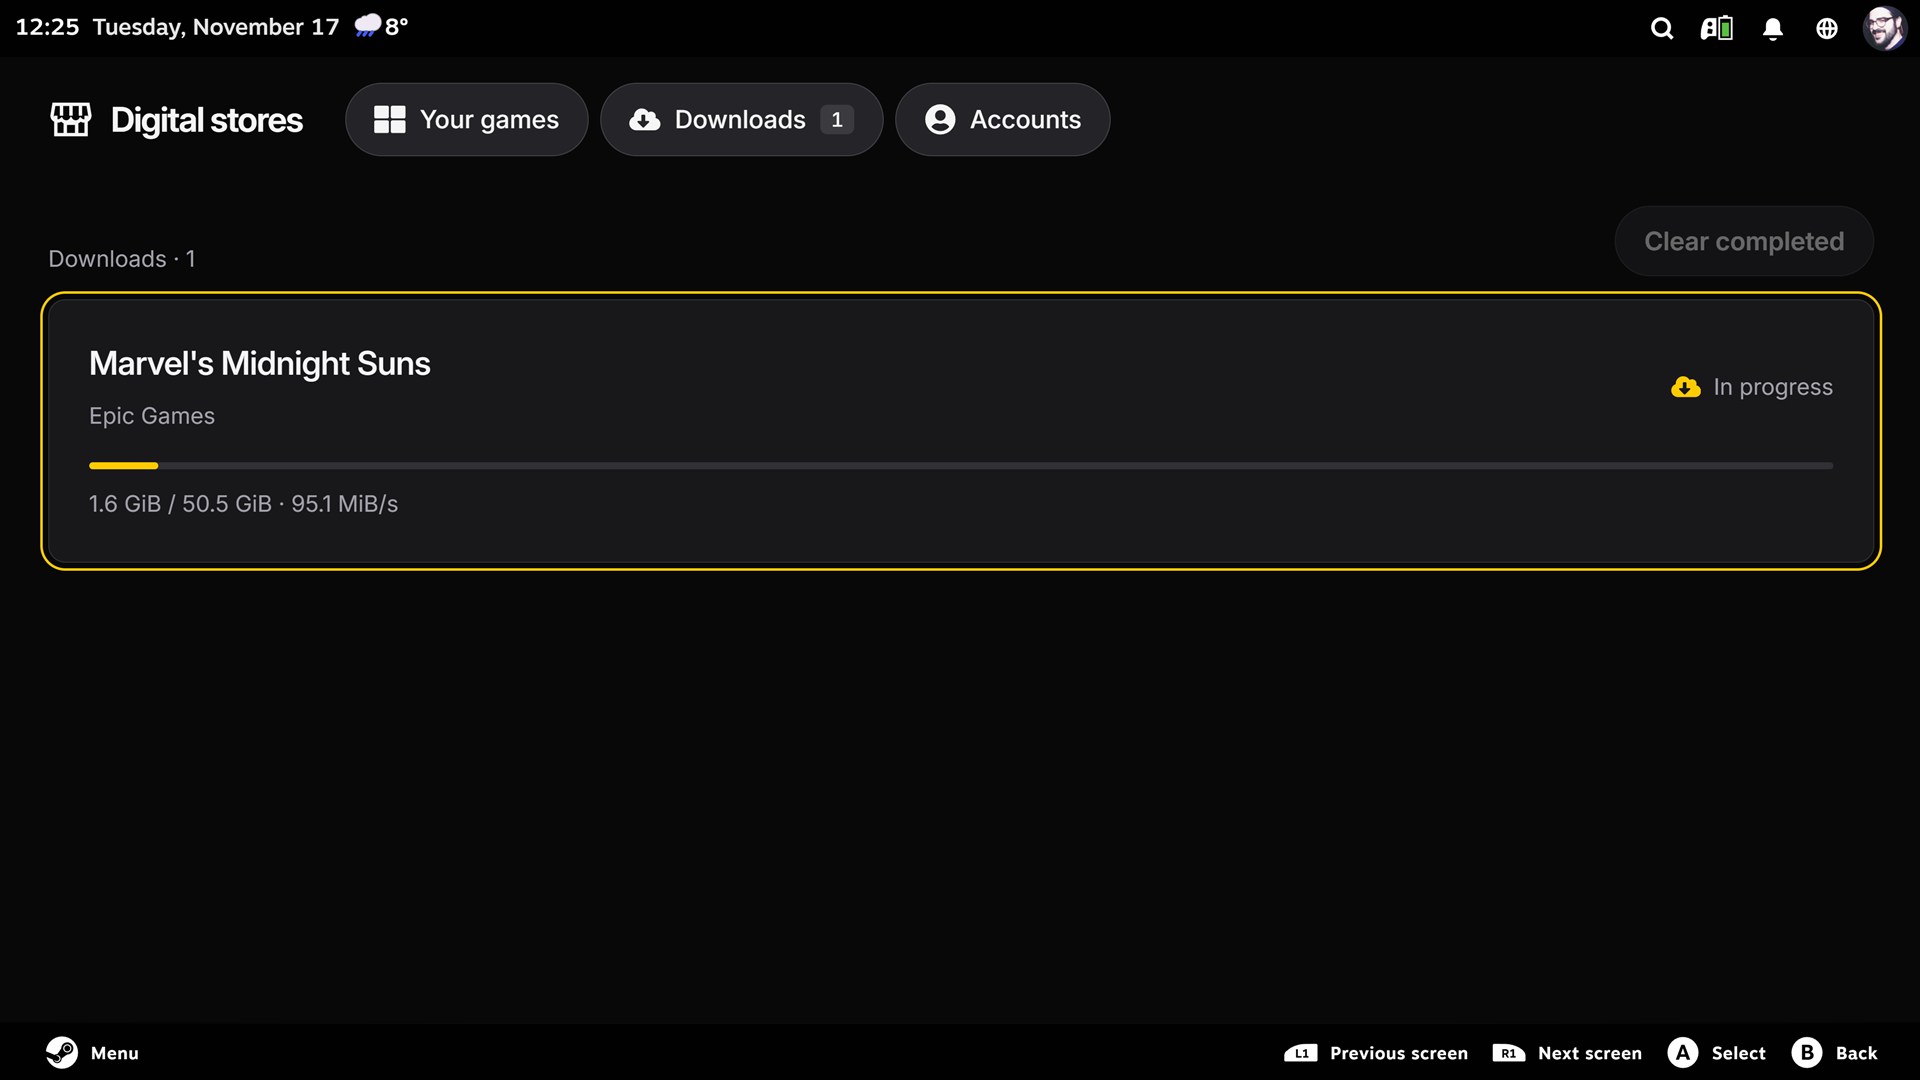 12:25 Tuesday, November 17 8°
Digital stores
Your games
Downloads 1
Accounts
Downloads · 1
Clear completed
Marvel's Midnight Suns
Epic Games
In progress
1.6 GiB / 50.5 GiB · 95.1 MiB/s
Menu
L1 Previous screen
R1 Next screen
A Select
B Back